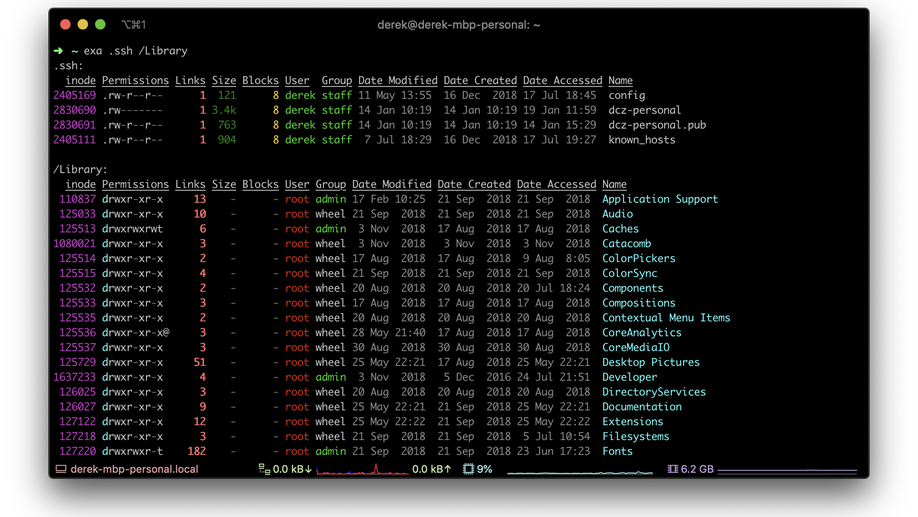 ⌥⌘1 derek@derek-mbp-personal: ~
➜ ~ exa .ssh /Library
.ssh:
inode Permissions Links Size Blocks User Group Date Modified Date Created Date Accessed Name
2405169 .rw-r--r-- 1 121 8 derek staff 11 May 13:55 16 Dec 2018 17 Jul 18:45 config
2830690 .rw------- 1 3.4k 8 derek staff 14 Jan 10:19 14 Jan 10:19 19 Jan 11:59 dcz-personal
2830691 .rw-r--r-- 1 763 8 derek staff 14 Jan 10:19 14 Jan 10:19 14 Jan 15:29 dcz-personal.pub
2405111 .rw-r--r-- 1 904 8 derek staff 7 Jul 18:29 16 Dec 2018 17 Jul 19:27 known_hosts
/Library:
inode Permissions Links Size Blocks User Group Date Modified Date Created Date Accessed Name
110837 drwxr-xr-x 13 - - root admin 17 Feb 10:25 21 Sep 2018 21 Sep 2018 Application Support
125033 drwxr-xr-x 10 - - root wheel 21 Sep 2018 21 Sep 2018 21 Sep 2018 Audio
125513 drwxrwxrwt 6 - - root admin 3 Nov 2018 17 Aug 2018 17 Aug 2018 Caches
1080021 drwxr-xr-x 3 - - root wheel 3 Nov 2018 3 Nov 2018 3 Nov 2018 Catacomb
125514 drwxr-xr-x 2 - - root wheel 17 Aug 2018 17 Aug 2018 9 Aug 8:05 ColorPickers
125515 drwxr-xr-x 4 - - root wheel 21 Sep 2018 21 Sep 2018 21 Sep 2018 ColorSync
125532 drwxr-xr-x 2 - - root wheel 20 Aug 2018 20 Aug 2018 20 Jul 18:24 Components
125533 drwxr-xr-x 3 - - root wheel 17 Aug 2018 17 Aug 2018 17 Aug 2018 Compositions
125535 drwxr-xr-x 2 - - root wheel 20 Aug 2018 20 Aug 2018 20 Aug 2018 Contextual Menu Items
125536 drwxr-xr-x@ 3 - - root wheel 28 May 21:40 17 Aug 2018 17 Aug 2018 CoreAnalytics
125537 drwxr-xr-x 3 - - root wheel 30 Aug 2018 30 Aug 2018 30 Aug 2018 CoreMediaIO
125729 drwxr-xr-x 51 - - root wheel 25 May 22:21 17 Aug 2018 25 May 22:21 Desktop Pictures
1637233 drwxr-xr-x 4 - - root admin 3 Nov 2018 5 Dec 2016 24 Jul 21:51 Developer
126025 drwxr-xr-x 3 - - root wheel 20 Aug 2018 20 Aug 2018 20 Aug 2018 DirectoryServices
126027 drwxr-xr-x 9 - - root wheel 25 May 22:21 21 Sep 2018 25 May 22:21 Documentation
127122 drwxr-xr-x 12 - - root wheel 25 May 22:22 21 Sep 2018 25 May 22:21 Extensions
127218 drwxr-xr-x 3 - - root wheel 21 Sep 2018 21 Sep 2018 5 Jul 10:54 Filesystems
127220 drwxrwxr-t 182 - - root admin 21 Sep 2018 21 Sep 2018 23 Jun 17:23 Fonts
derek-mbp-personal.local 0.0 kB↓ 0.0 kB↑ 9% 6.2 GB